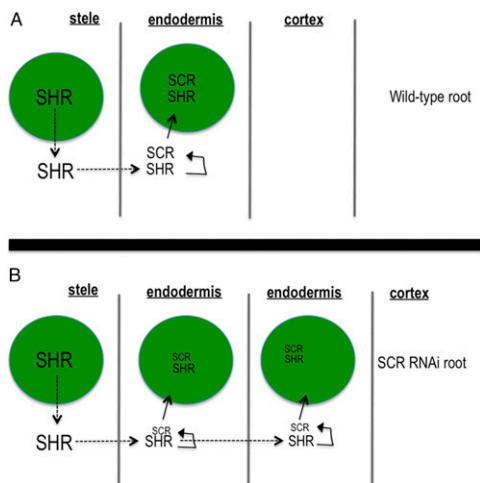 A
stele endodermis cortex
SHR
SCR
SHR
Wild-type root
SHR
SCR
SHR
B
stele endodermis endodermis cortex
SHR
SCR
SHR
SCR
SHR
SCR RNAi root
SHR
SCR
SHR
SCR
SHR